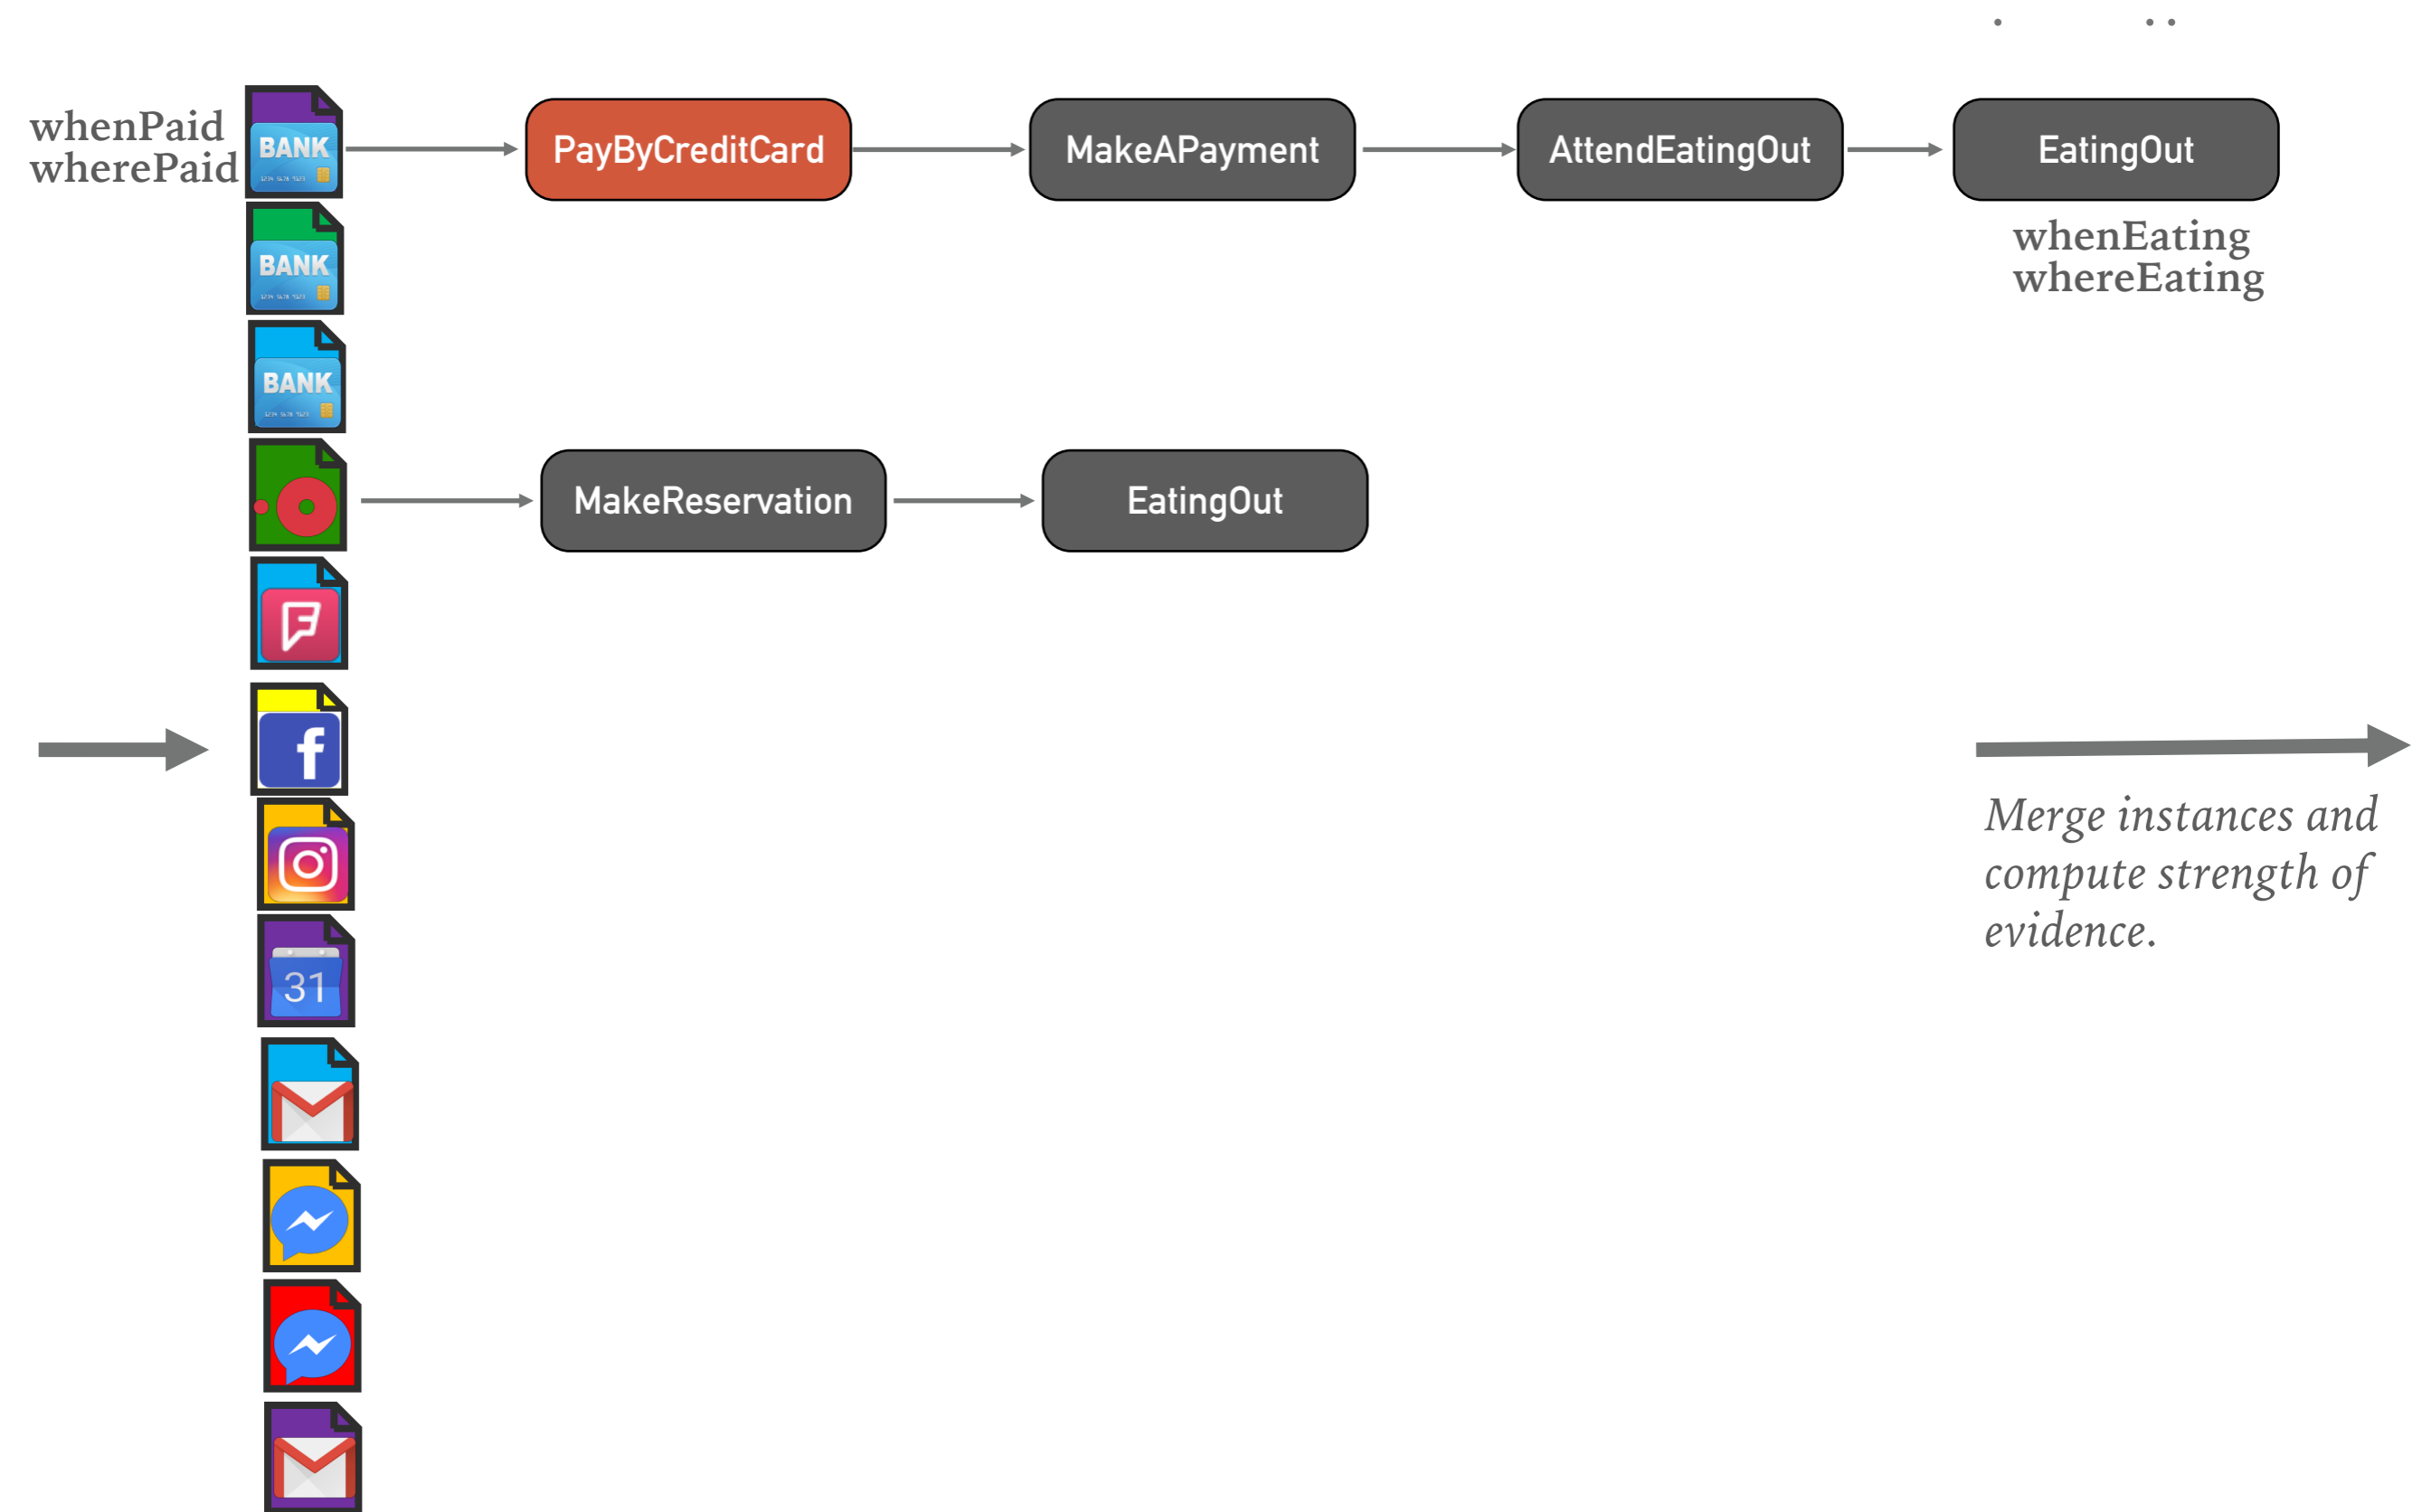 whenPaid
wherePaid
BANK
PayByCreditCard
MakeAPayment
AttendEatingOut
EatingOut
whenEating
whereEating
BANK
BANK
MakeReservation
EatingOut
f
Merge instances and
compute strength of
evidence.
31